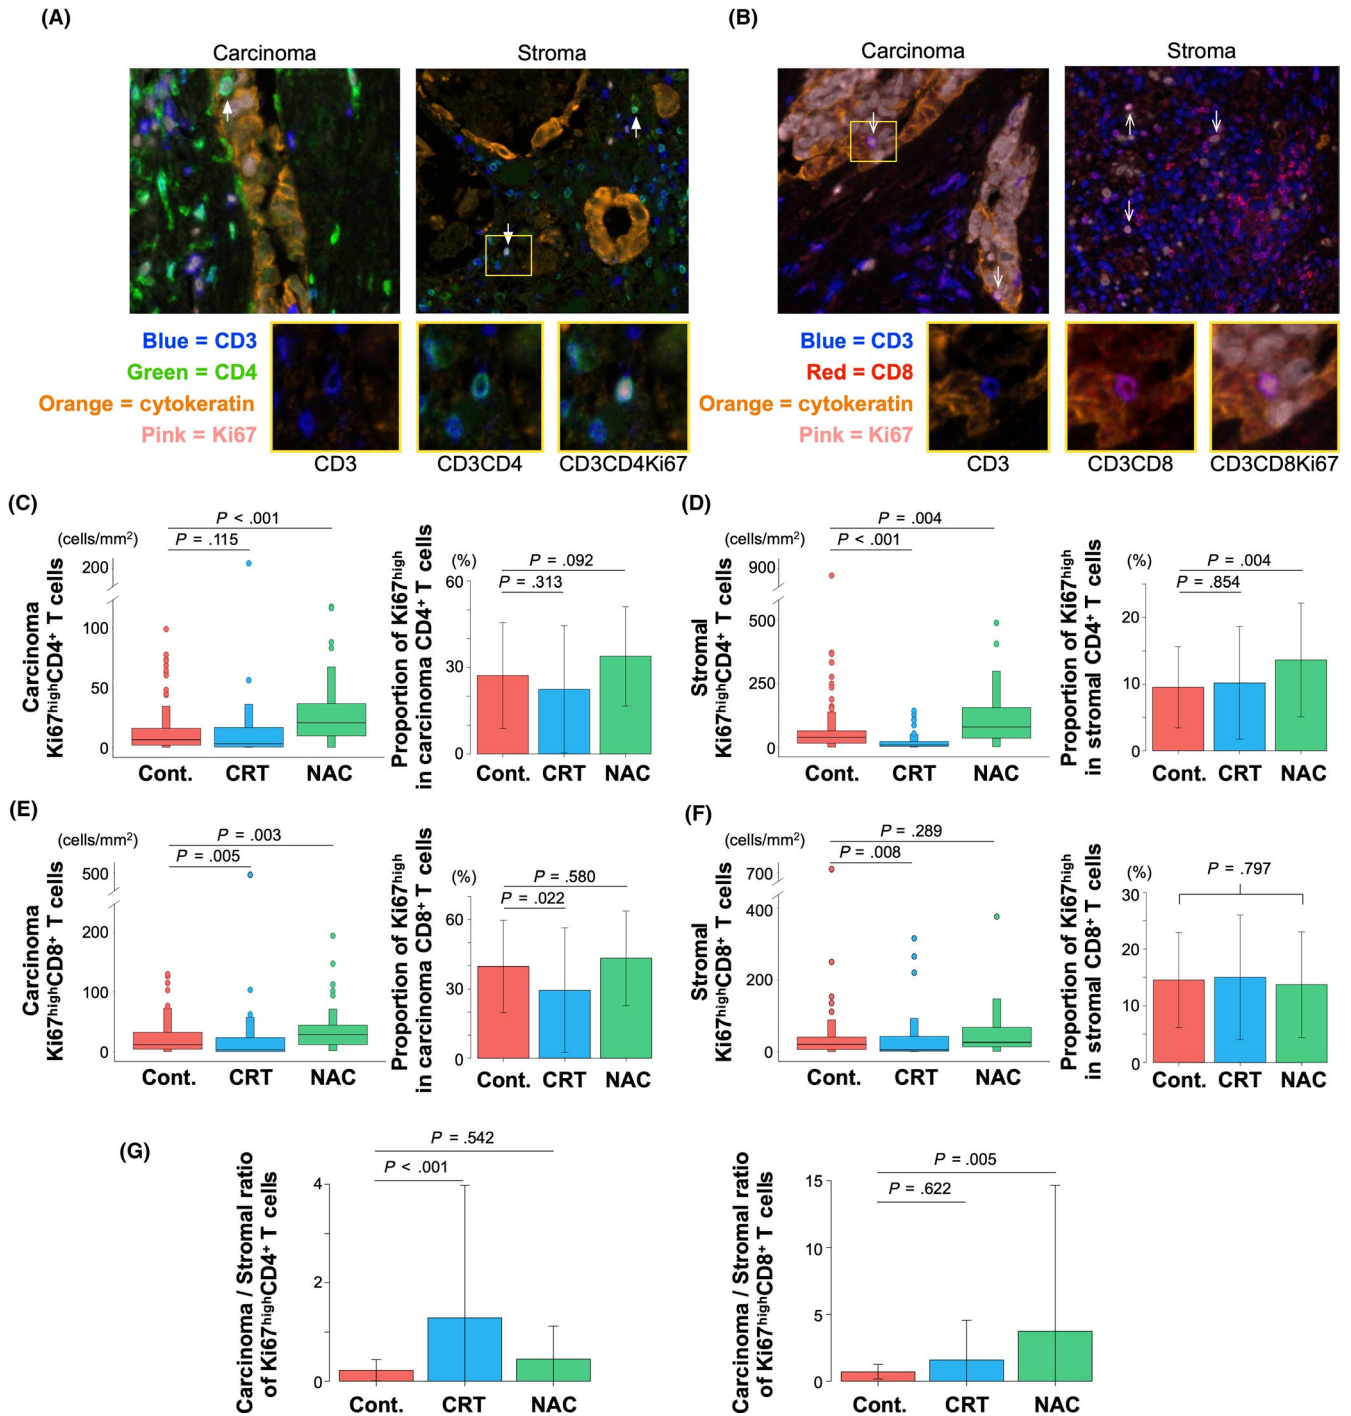 (A)
Carcinoma
Stroma
Blue = CD3
Green = CD4
Orange = cytokeratin
Pink = Ki67
CD3
CD3CD4
CD3CD4Ki67
(B)
Carcinoma
Stroma
Blue = CD3
Red = CD8
Orange = cytokeratin
Pink = Ki67
CD3
CD3CD8
CD3CD8Ki67
(C)
P < .001
(cells/mm²)
P = .115
200
100
50
0
Carcinoma
Ki67ʰⁱᵍʰCD4⁺ T cells
Cont.
CRT
NAC
(%)
P = .092
P = .313
60
30
0
Proportion of Ki67ʰⁱᵍʰ
in carcinoma CD4⁺ T cells
Cont.
CRT
NAC
(D)
P = .004
(cells/mm²)
P < .001
900
500
250
0
Stromal
Ki67ʰⁱᵍʰCD4⁺ T cells
Cont.
CRT
NAC
(%)
P = .004
P = .854
20
10
0
Proportion of Ki67ʰⁱᵍʰ
in stromal CD4⁺ T cells
Cont.
CRT
NAC
(E)
P = .003
(cells/mm²)
P = .005
500
200
100
0
Carcinoma
Ki67ʰⁱᵍʰCD8⁺ T cells
Cont.
CRT
NAC
(%)
P = .580
P = .022
60
30
0
Proportion of Ki67ʰⁱᵍʰ
in carcinoma CD8⁺ T cells
Cont.
CRT
NAC
(F)
P = .289
(cells/mm²)
P = .008
700
400
200
0
Stromal
Ki67ʰⁱᵍʰCD8⁺ T cells
Cont.
CRT
NAC
(%)
P = .797
30
20
10
0
Proportion of Ki67ʰⁱᵍʰ
in stromal CD8⁺ T cells
Cont.
CRT
NAC
(G)
P = .542
P < .001
4
2
0
Carcinoma / Stromal ratio
of Ki67ʰⁱᵍʰCD4⁺ T cells
Cont.
CRT
NAC
P = .005
P = .622
15
10
5
0
Carcinoma / Stromal ratio
of Ki67ʰⁱᵍʰCD8⁺ T cells
Cont.
CRT
NAC